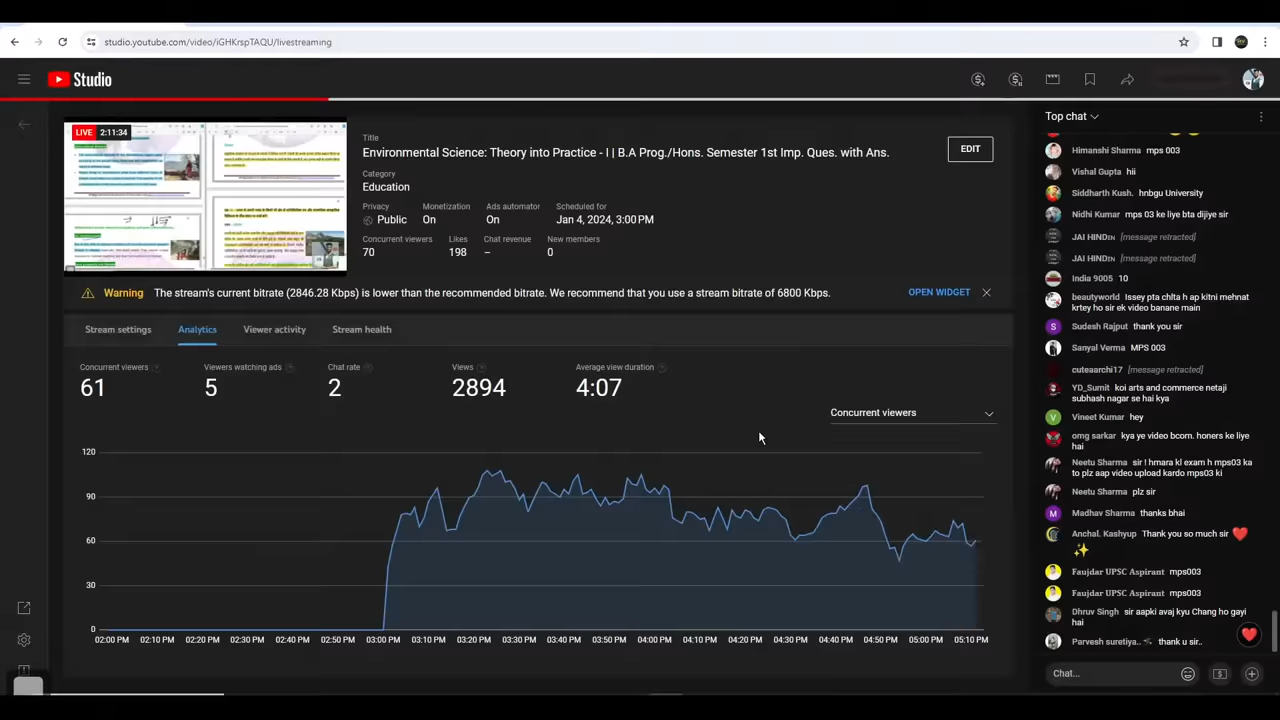 studio.youtube.com/video/iGHKrspTAQU/livestreaming
Studio
LIVE 2:11:34
Title
Environmental Science: Theory into Practice - I | B.A Prog./Hons. Semester 1st Important with Ans.
EDIT
Category
Education
Privacy Monetization Ads automator Scheduled for
Public On On Jan 4, 2024, 3:00 PM
Concurrent viewers Likes Chat revenue New members
70 198 – 0
Warning The stream's current bitrate (2846.28 Kbps) is lower than the recommended bitrate. We recommend that you use a stream bitrate of 6800 Kbps. OPEN WIDGET
Stream settings Analytics Viewer activity Stream health
Concurrent viewers Viewers watching ads Chat rate Views Average view duration
61 5 2 2894 4:07
Concurrent viewers
120
90
60
30
0
02:00 PM 02:10 PM 02:20 PM 02:30 PM 02:40 PM 02:50 PM 03:00 PM 03:10 PM 03:20 PM 03:30 PM 03:40 PM 03:50 PM 04:00 PM 04:10 PM 04:20 PM 04:30 PM 04:40 PM 04:50 PM 05:00 PM 05:10 PM
Top chat
Himanshi Sharma mps 003
Vishal Gupta hii
Siddharth Kush. hnbgu University
Nidhi Kumar mps 03 ke liye bta dijiye sir
JAI HINDIN [message retracted]
JAI HINDIN [message retracted]
India 9005 10
beautyworld Issey pta chlta h ap kitni mehnat
krtey ho sir ek video banane main
Sudesh Rajput thank you sir
Sanyal Verma MPS 003
cuteaarchi17 [message retracted]
YD_Sumit koi arts and commerce netaji
subhash nagar se hai kya
Vineet Kumar hey
omg sarkar kya ye video bcom. honers ke liye
hai
Neetu Sharma sir ! hmara kl exam h mps03 ka
to plz aap video upload kardo mps03 ki
Neetu Sharma plz sir
Madhav Sharma thanks bhai
Anchal. Kashyup Thank you so much sir ❤️
✨
Faujdar UPSC Aspirant mps003
Faujdar UPSC Aspirant mps003
Dhruv Singh sir aapki avaj kyu Chang ho gayi
hai
Parvesh suretiya.. thank u sir..
Chat...